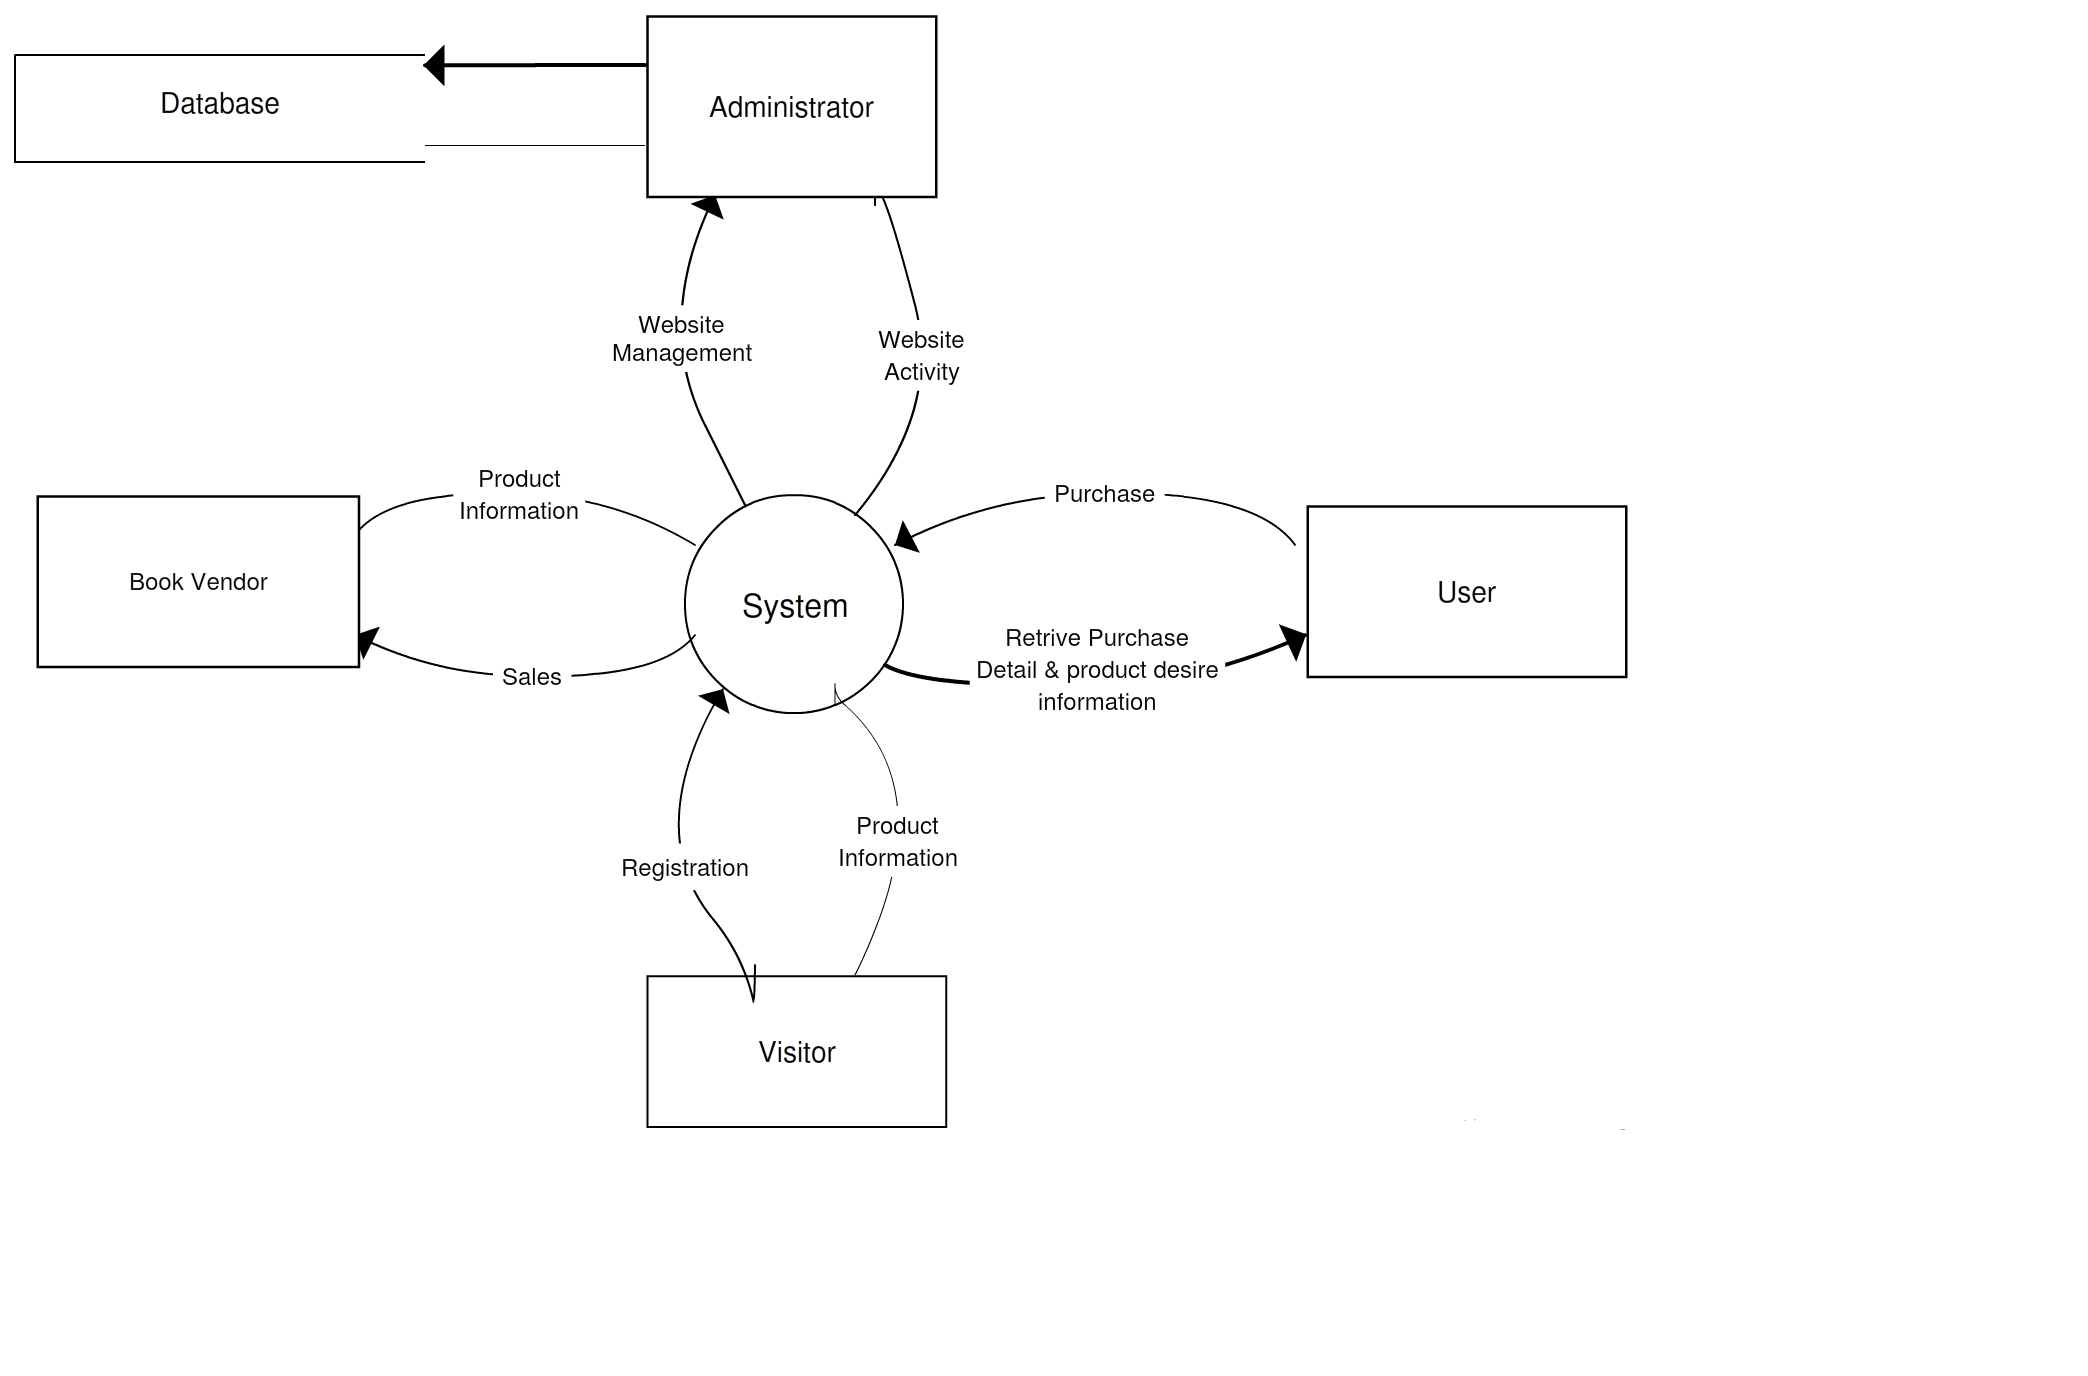 Database
Administrator
Website
Management
Website
Activity
Product
Information
Purchase
Book Vendor
System
User
Sales
Retrive Purchase
Detail & product desire
information
Registration
Product
Information
Visitor